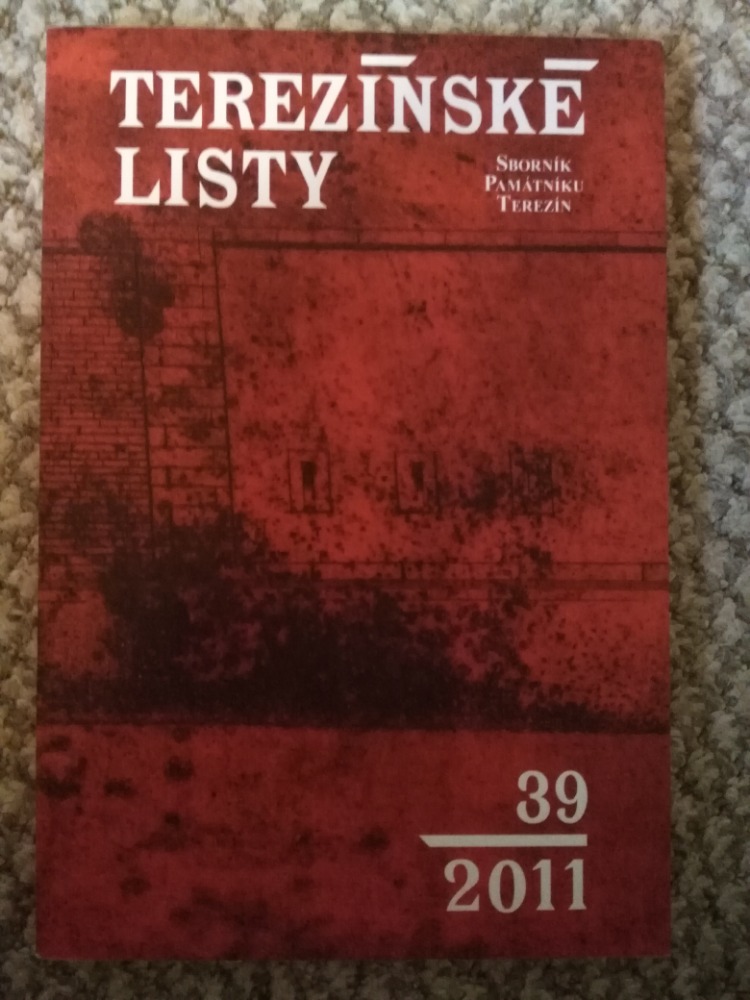 TEREZÍNSKÉ
LISTY
SBORNÍK
PAMÁTNÍKU
TEREZÍN
39
2011